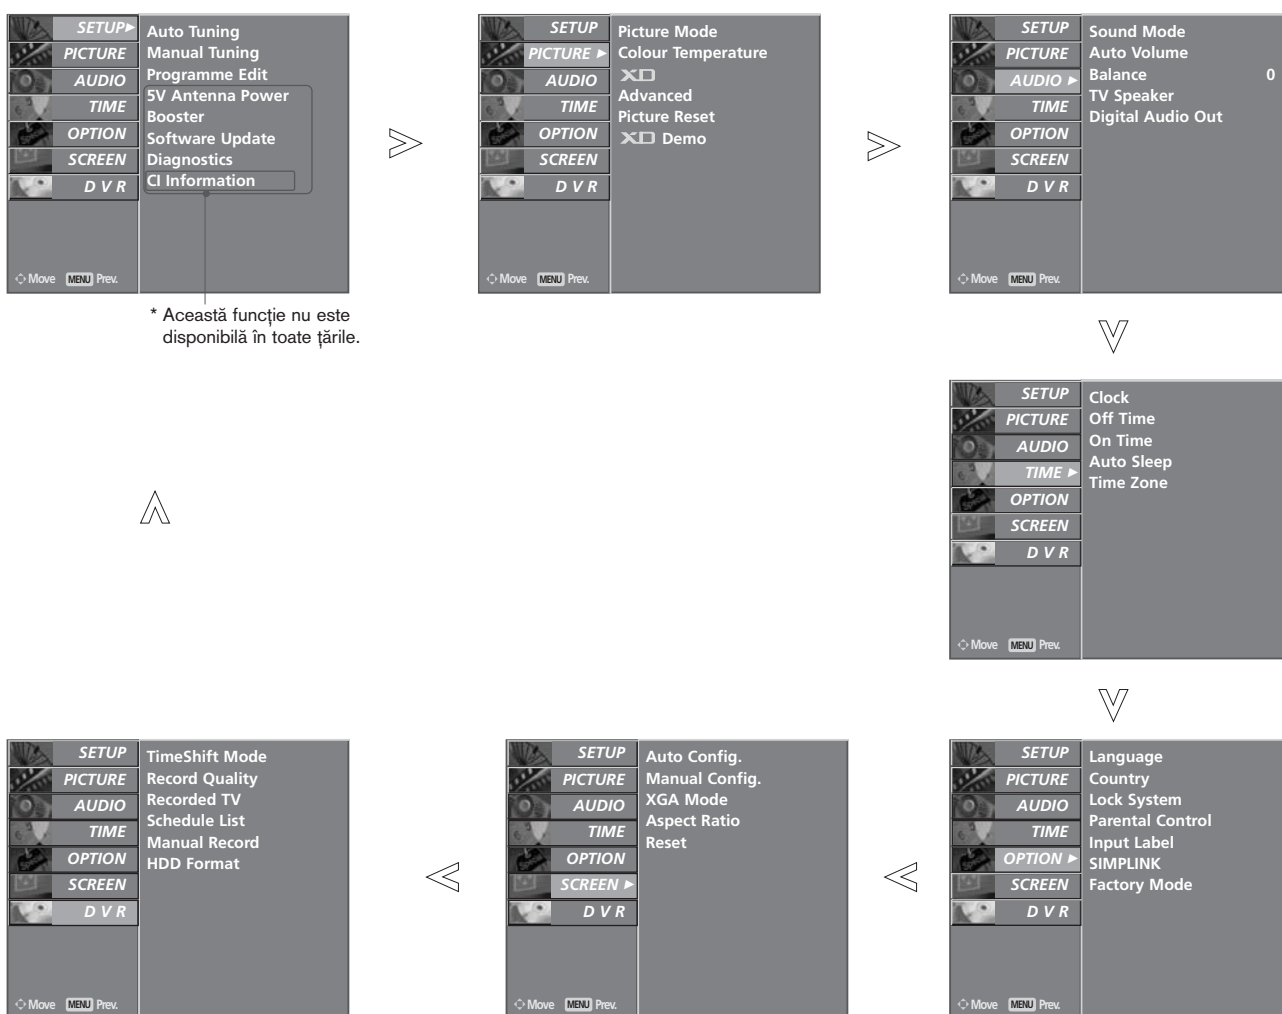 SETUP
PICTURE
AUDIO
TIME
OPTION
SCREEN
D V R
Auto Tuning
Manual Tuning
Programme Edit
5V Antenna Power
Booster
Software Update
Diagnostics
CI Information
Move MENU Prev.
* Această funcție nu este
disponibilă în toate țările.
SETUP
PICTURE
AUDIO
TIME
OPTION
SCREEN
D V R
Picture Mode
Colour Temperature
XD
Advanced
Picture Reset
XD Demo
Move MENU Prev.
SETUP
PICTURE
AUDIO
TIME
OPTION
SCREEN
D V R
Sound Mode
Auto Volume
Balance 0
TV Speaker
Digital Audio Out
Move MENU Prev.
SETUP
PICTURE
AUDIO
TIME
OPTION
SCREEN
D V R
Clock
Off Time
On Time
Auto Sleep
Time Zone
Move MENU Prev.
SETUP
PICTURE
AUDIO
TIME
OPTION
SCREEN
D V R
TimeShift Mode
Record Quality
Recorded TV
Schedule List
Manual Record
HDD Format
Move MENU Prev.
SETUP
PICTURE
AUDIO
TIME
OPTION
SCREEN
D V R
Auto Config.
Manual Config.
XGA Mode
Aspect Ratio
Reset
Move MENU Prev.
SETUP
PICTURE
AUDIO
TIME
OPTION
SCREEN
D V R
Language
Country
Lock System
Parental Control
Input Label
SIMPLINK
Factory Mode
Move MENU Prev.